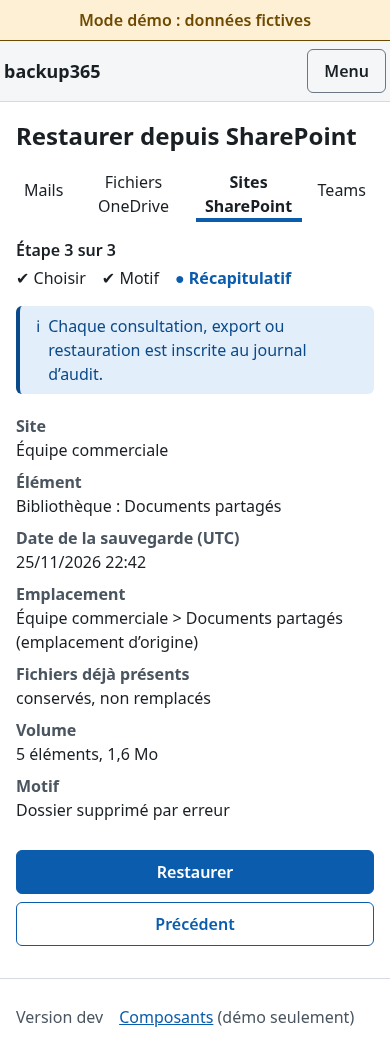 Mode démo : données fictives
backup365
Menu
Restaurer depuis SharePoint
Mails
Fichiers
OneDrive
Sites
SharePoint
Teams
Étape 3 sur 3
✔ Choisir ✔ Motif ● Récapitulatif
i Chaque consultation, export ou
restauration est inscrite au journal
d’audit.
Site
Équipe commerciale
Élément
Bibliothèque : Documents partagés
Date de la sauvegarde (UTC)
25/11/2026 22:42
Emplacement
Équipe commerciale > Documents partagés
(emplacement d’origine)
Fichiers déjà présents
conservés, non remplacés
Volume
5 éléments, 1,6 Mo
Motif
Dossier supprimé par erreur
Restaurer
Précédent
Version dev Composants (démo seulement)